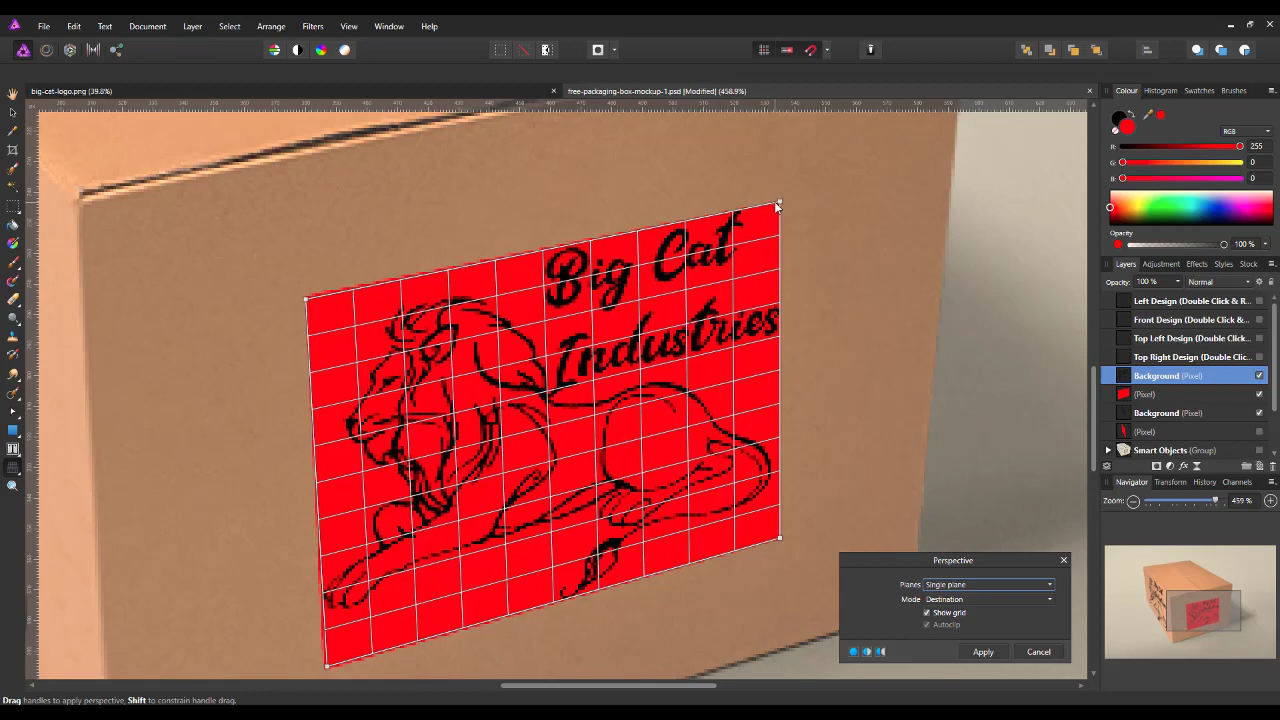 File Edit Text Document Layer Select Arrange Filters View Window Help
big-cat-logo.png (39.8%)
free-packaging-box-mockup-1.psd [Modified] (458.9%)
Colour Histogram Swatches Brushes
RGB
R: 255
G: 0
B: 0
Opacity
100 %
Layers Adjustment Effects Styles Stock
Opacity: 100 % Normal
Left Design (Double Click & R...
Front Design (Double Click &...
Top Left Design (Double Clic...
Top Right Design (Double Clic...
Background (Pixel)
(Pixel)
Background (Pixel)
(Pixel)
Smart Objects (Group)
Navigator Transform History Channels
Zoom: 459 %
Big Cat
Industries
Perspective
Planes Single plane
Mode Destination
Show grid
Autoclip
Apply Cancel
Drag handles to apply perspective, Shift to constrain handle drag.